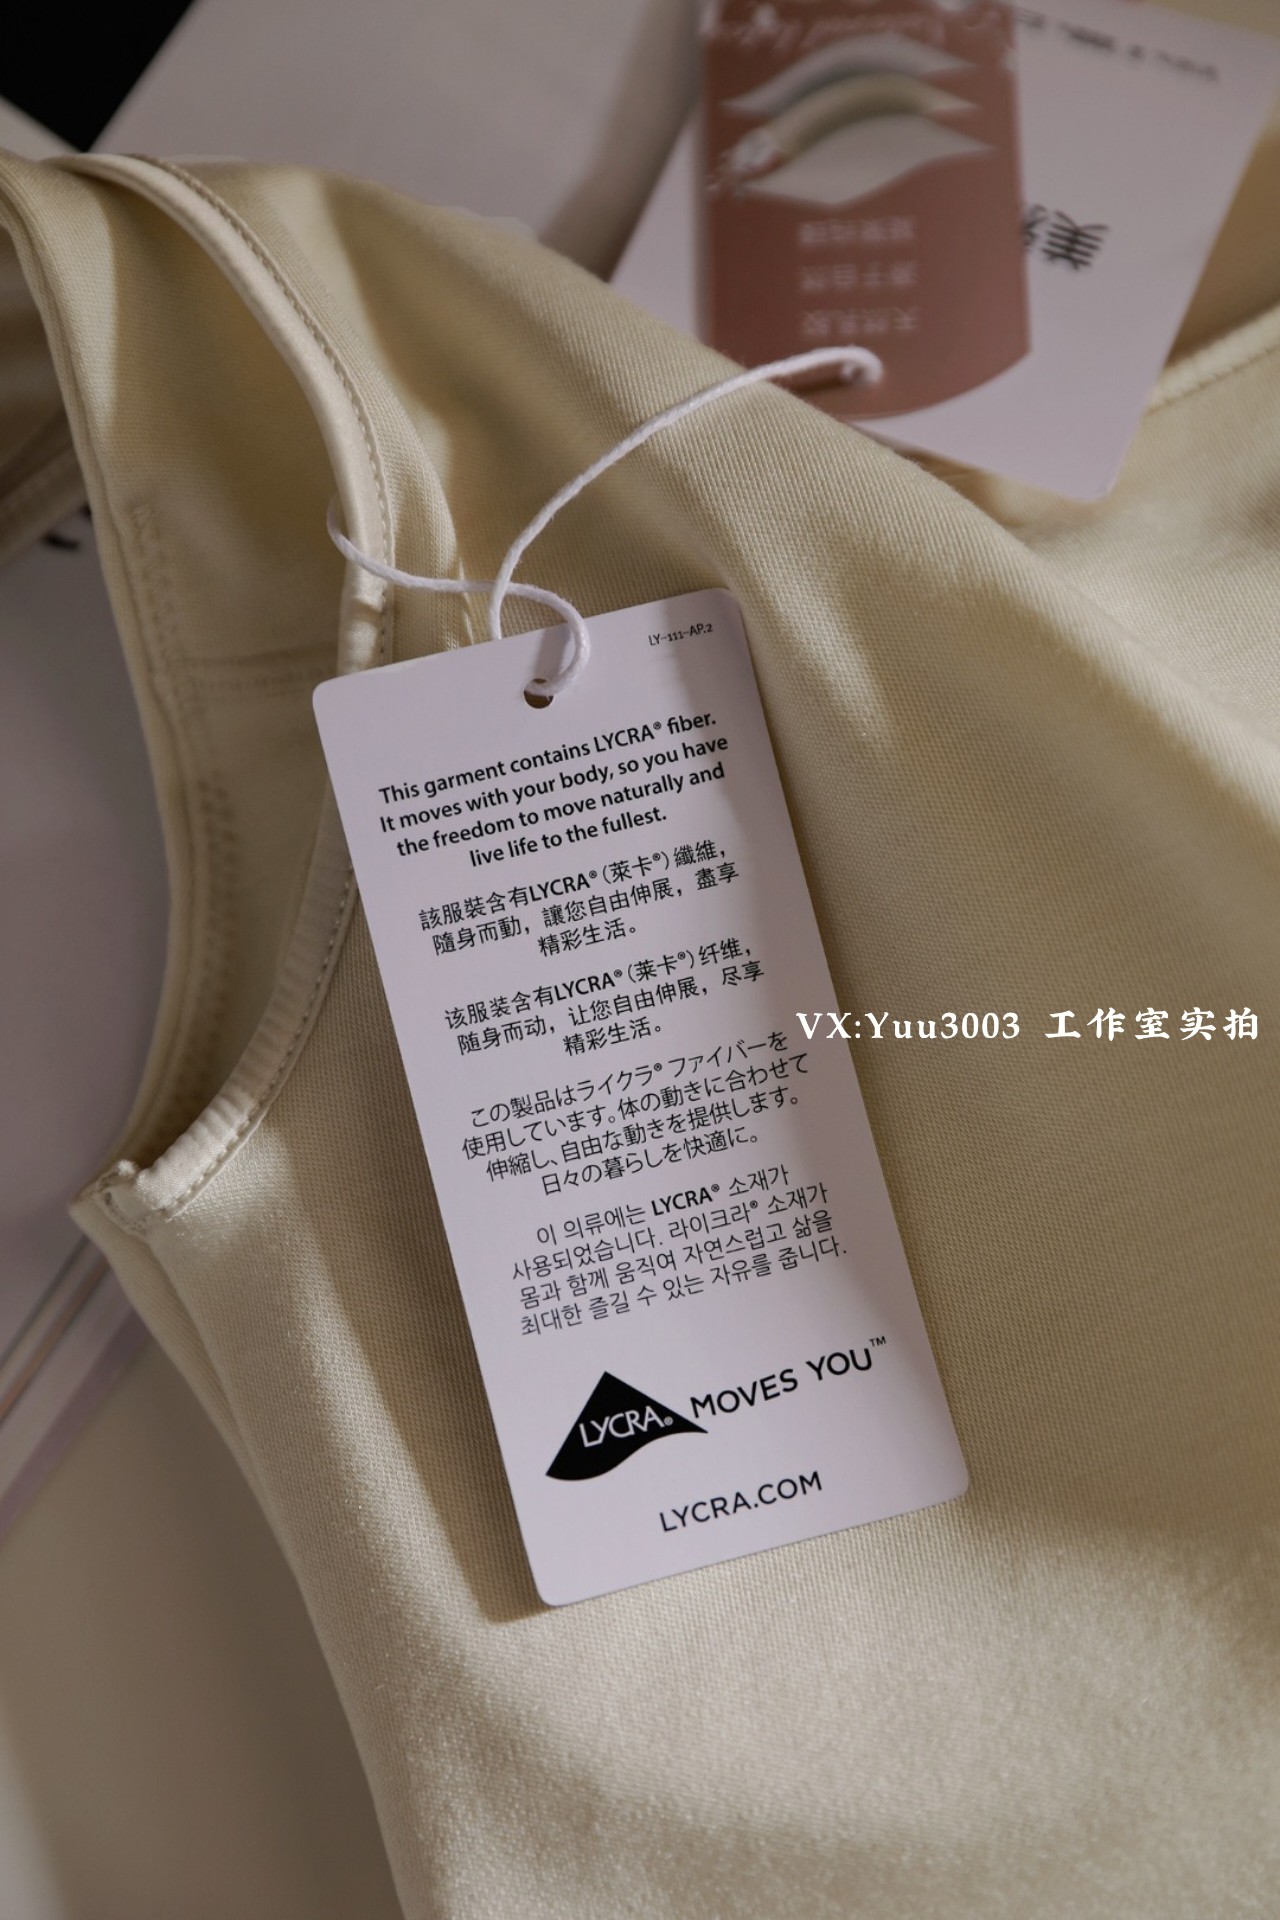 天然乳胶
LY-111-AP.2
This garment contains LYCRA® fiber.
It moves with your body, so you have
the freedom to move naturally and
live life to the fullest.
該服裝含有LYCRA®（萊卡®）纖維，
隨身而動，讓您自由伸展，盡享
精彩生活。
该服装含有LYCRA®（莱卡®）纤维，
随身而动，让您自由伸展，尽享
精彩生活。
VX:Yuu3003 工作室实拍
この製品はライクラ® ファイバーを
使用しています。体の動きに合わせて
伸縮し、自由な動きを提供します。
日々の暮らしを快適に。
이 의류에는 LYCRA® 소재가
사용되었습니다. 라이크라® 소재가
몸과 함께 움직여 자연스럽고 삶을
최대한 즐길 수 있는 자유를 줍니다.
LYCRA® MOVES YOU™
LYCRA.COM